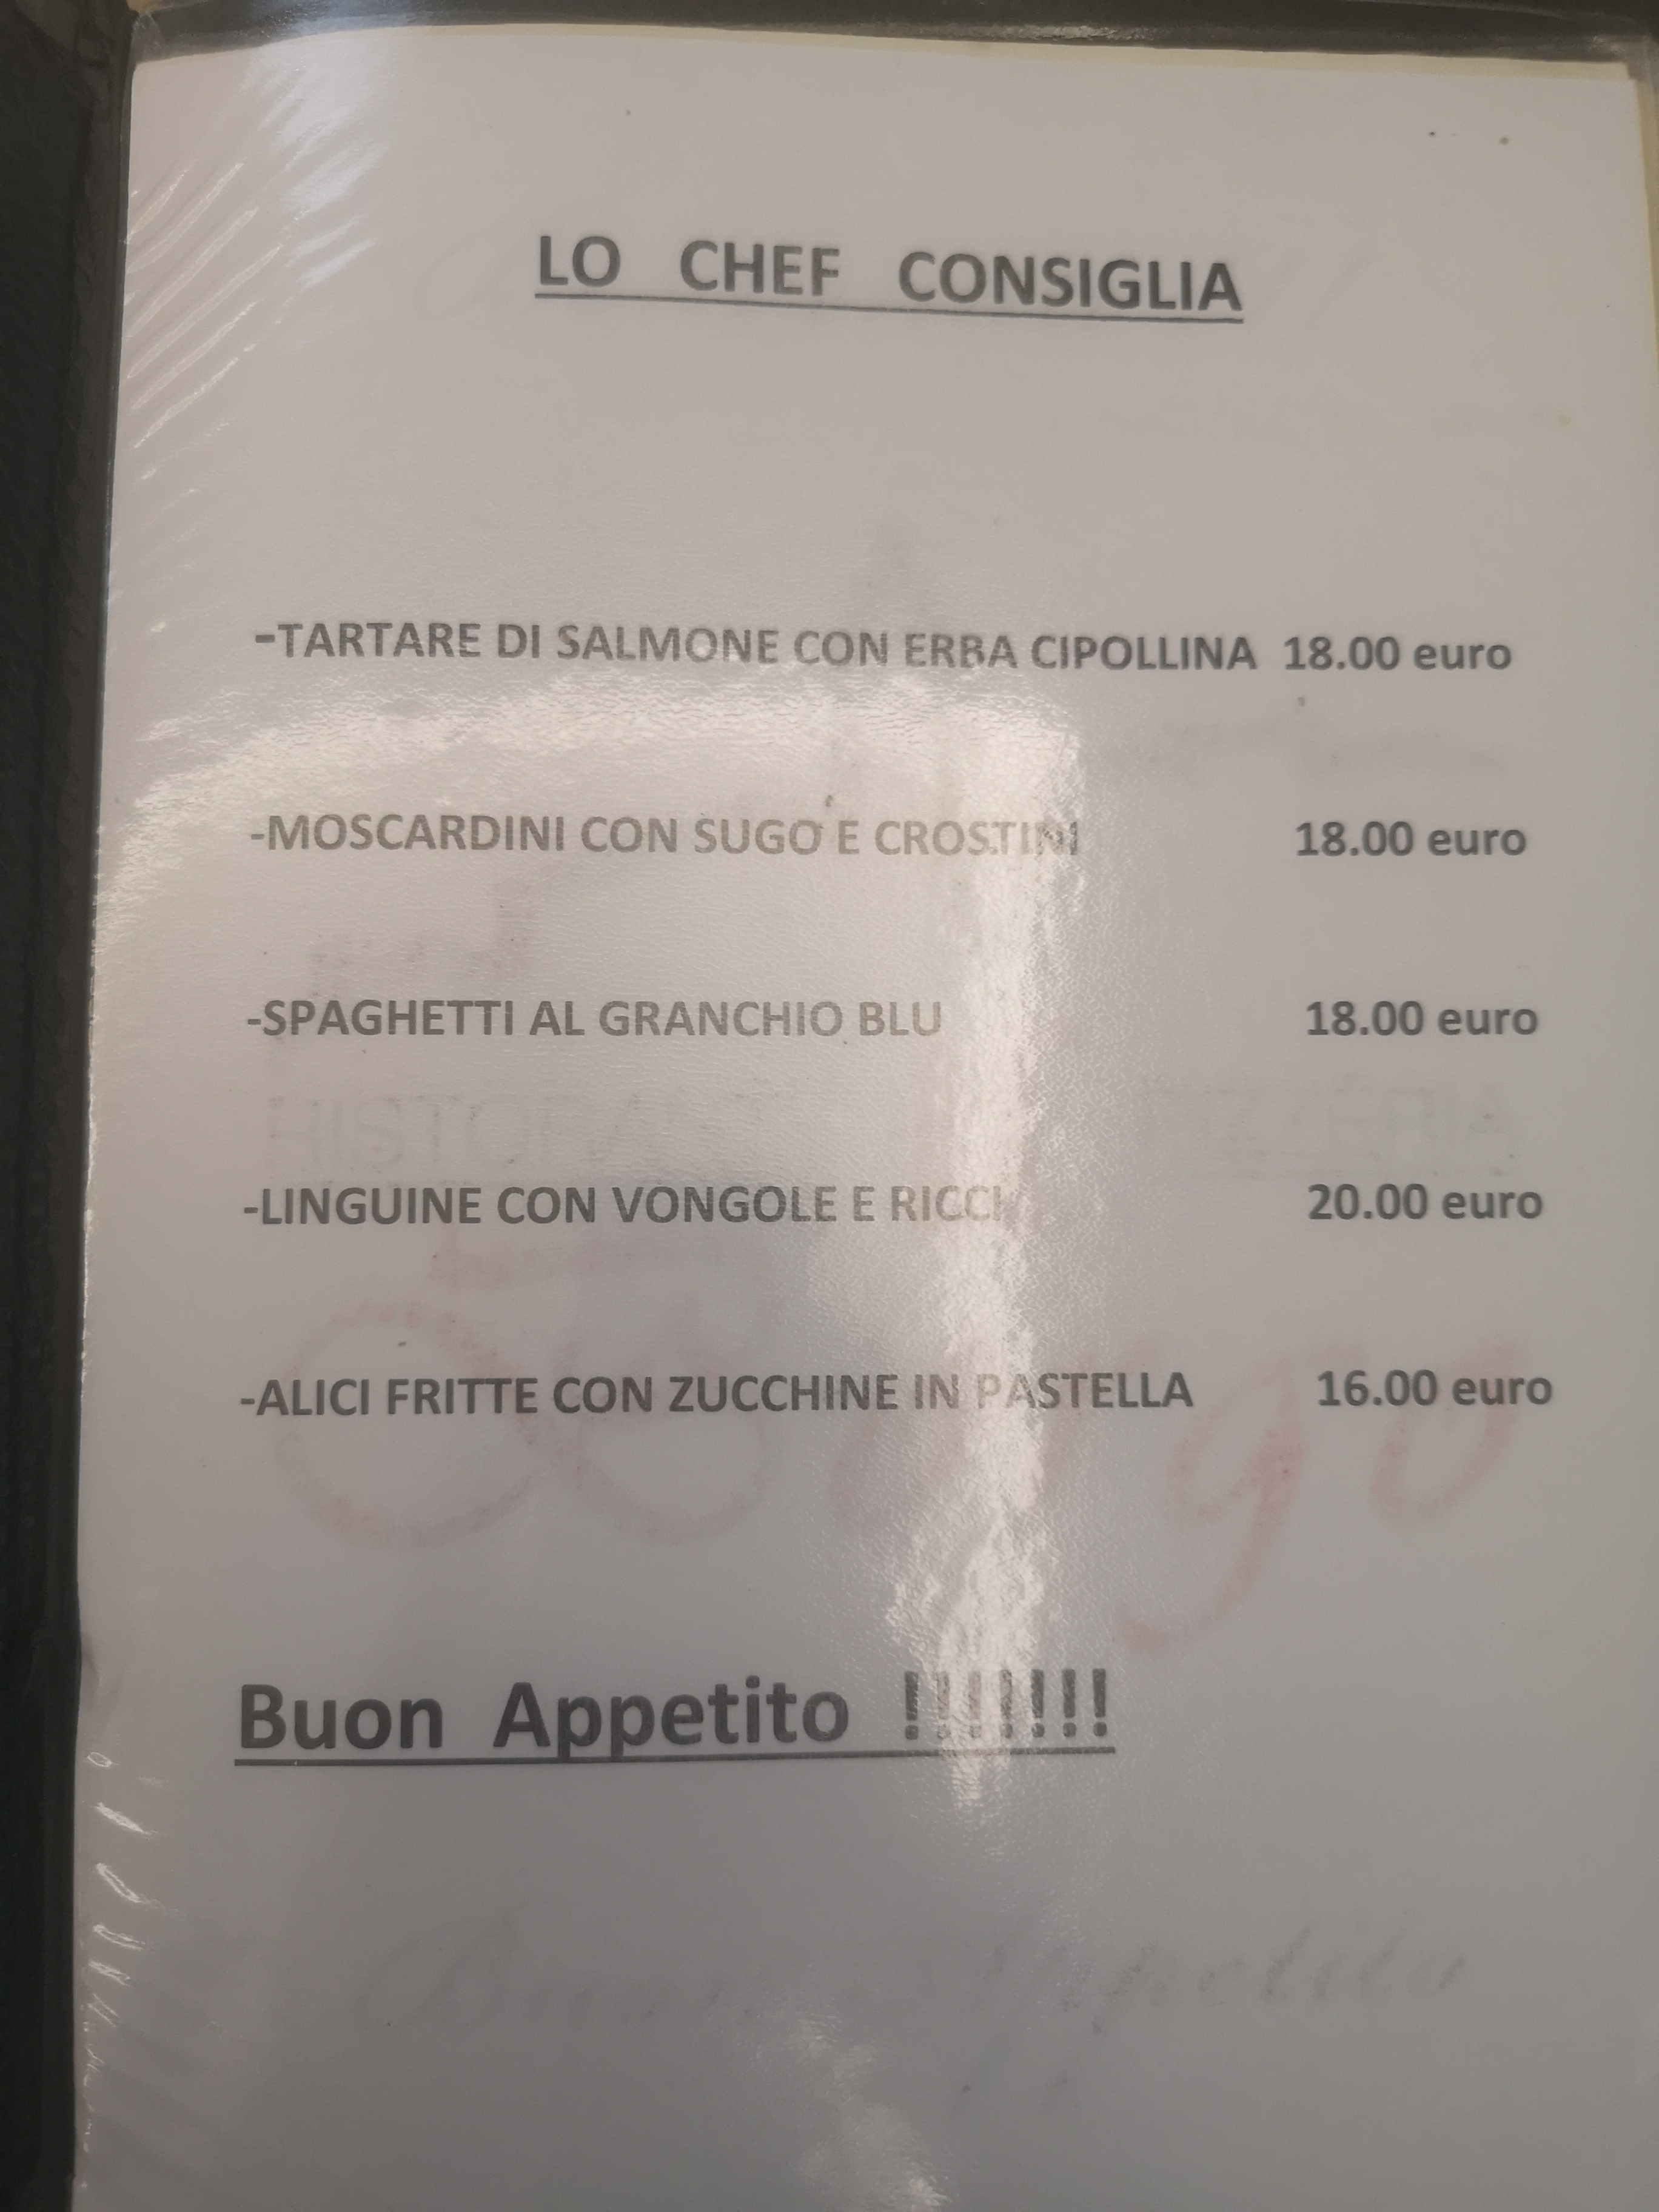 LO CHEF CONSIGLIA
-TARTARE DI SALMONE CON ERBA CIPOLLINA 18.00 euro
-MOSCARDINI CON SUGO E CROSTINI 18.00 euro
-SPAGHETTI AL GRANCHIO BLU 18.00 euro
-LINGUINE CON VONGOLE E RICCI 20.00 euro
-ALICI FRITTE CON ZUCCHINE IN PASTELLA 16.00 euro
Buon Appetito !!!!!!!